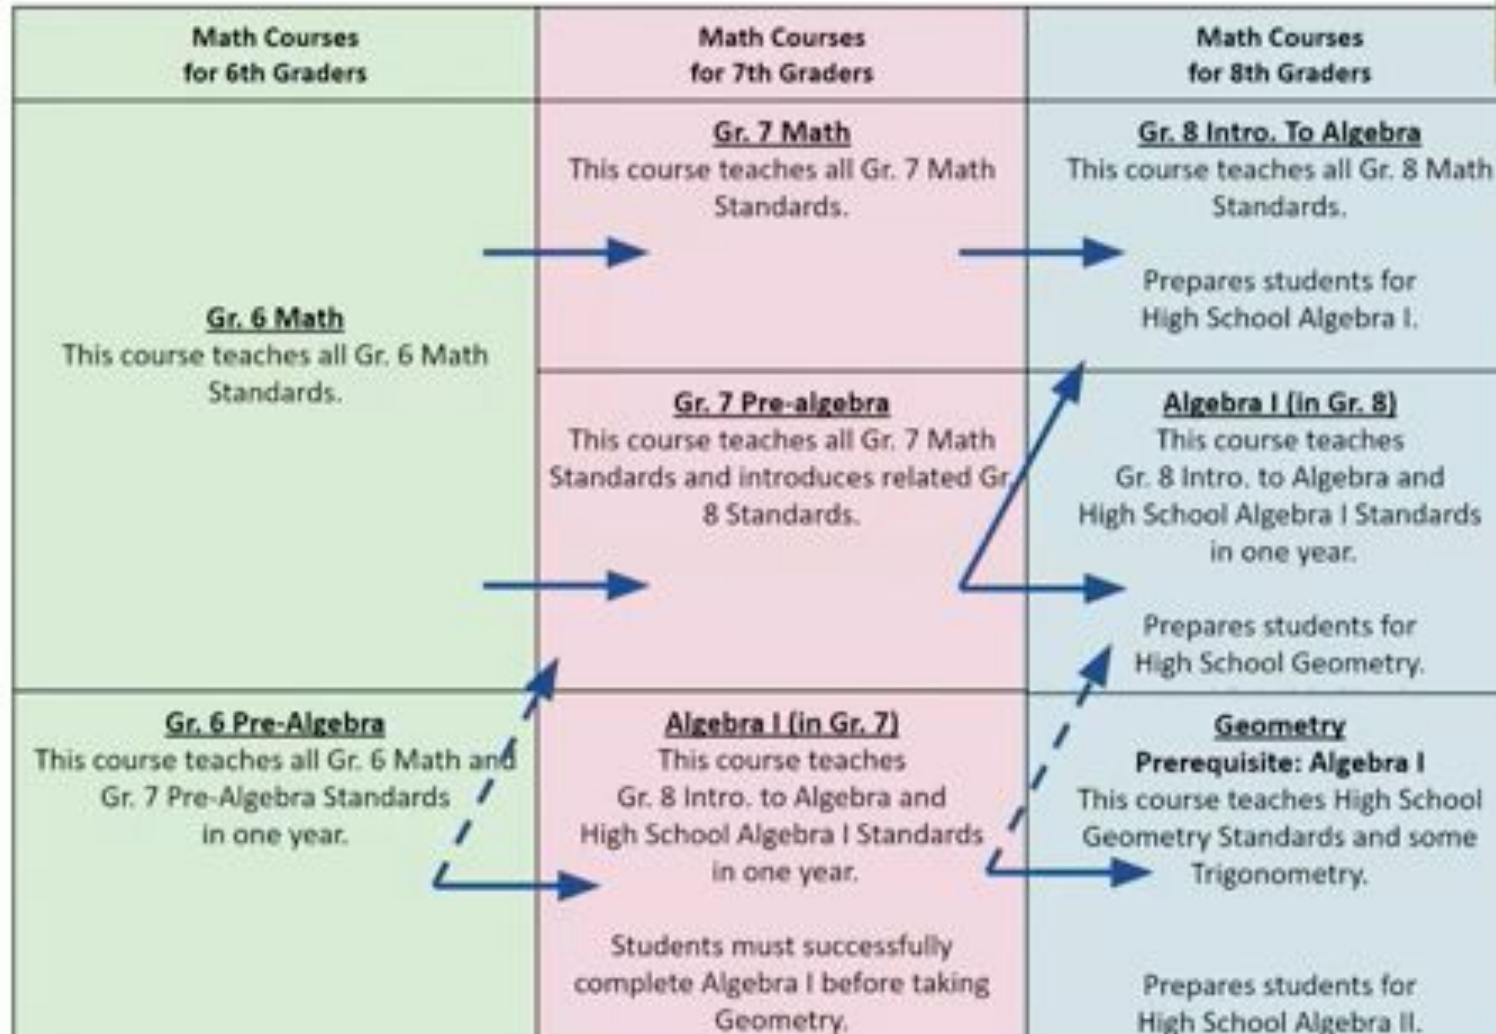 Math Courses
for 6th Graders
Math Courses
for 7th Graders
Math Courses
for 8th Graders
Gr. 6 Math
This course teaches all Gr. 6 Math
Standards.
Gr. 6 Pre-Algebra
This course teaches all Gr. 6 Math and
Gr. 7 Pre-Algebra Standards
in one year.
Gr. 7 Math
This course teaches all Gr. 7 Math
Standards.
Gr. 7 Pre-algebra
This course teaches all Gr. 7 Math
Standards and introduces related Gr.
8 Standards.
Algebra I (in Gr. 7)
This course teaches
Gr. 8 Intro. to Algebra and
High School Algebra I Standards
in one year.
Students must successfully
complete Algebra I before taking
Geometry.
Gr. 8 Intro. To Algebra
This course teaches all Gr. 8 Math
Standards.
Prepares students for
High School Algebra I.
Algebra I (in Gr. 8)
This course teaches
Gr. 8 Intro. to Algebra and
High School Algebra I Standards
in one year.
Prepares students for
High School Geometry.
Geometry
Prerequisite: Algebra I
This course teaches High School
Geometry Standards and some
Trigonometry.
Prepares students for
High School Algebra II.